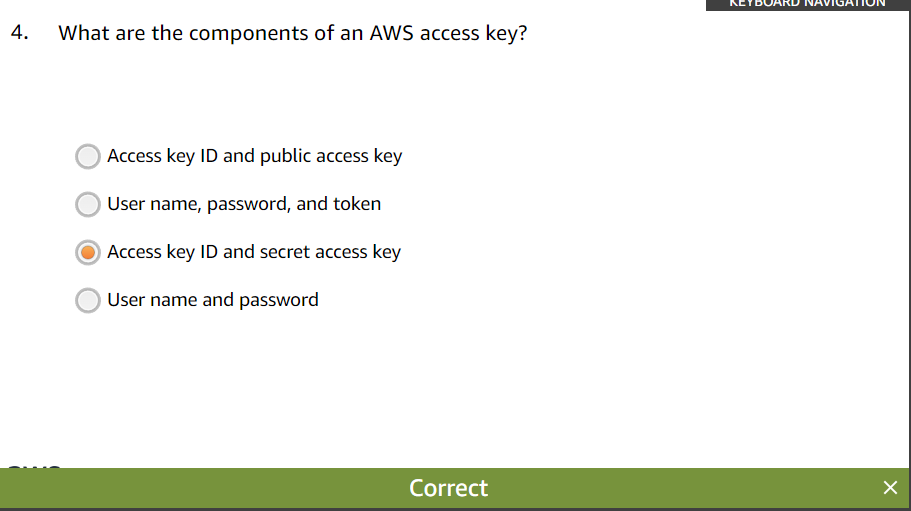 KEYBOARD NAVIGATION
4. What are the components of an AWS access key?
Access key ID and public access key
User name, password, and token
Access key ID and secret access key
User name and password
Correct